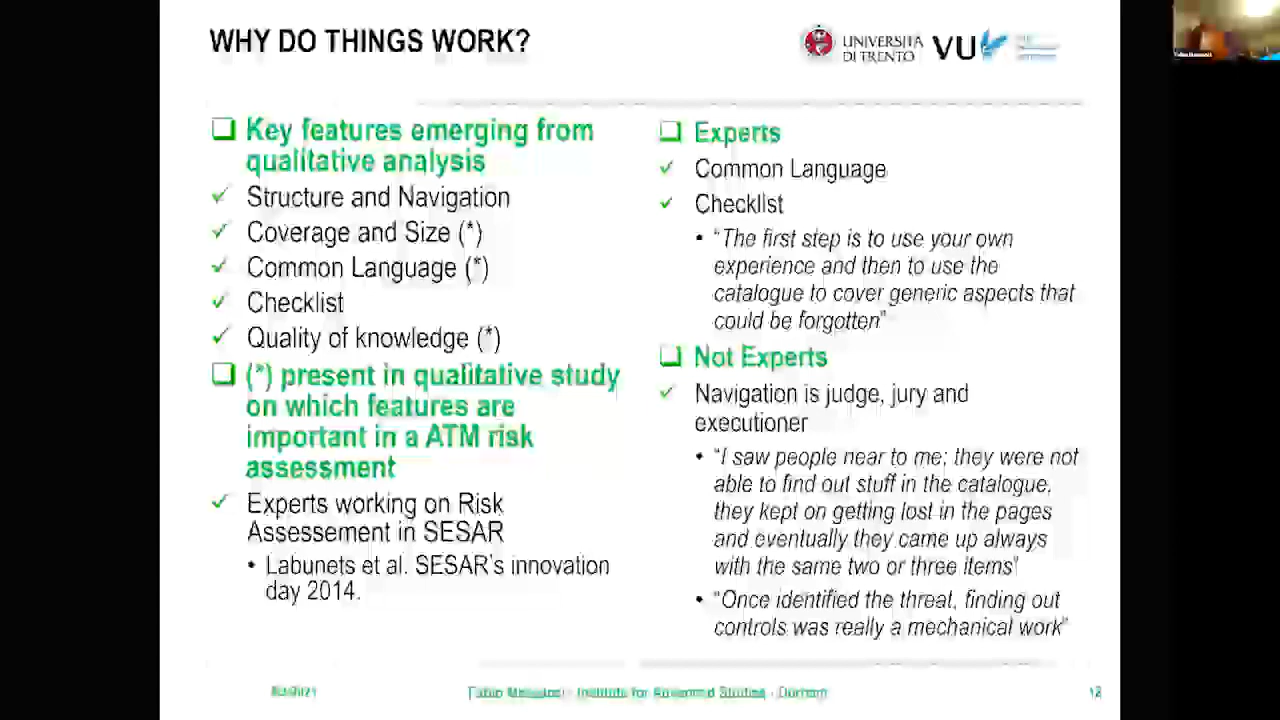 WHY DO THINGS WORK?
UNIVERSITÀ
DI TRENTO
VU
Key features emerging from
qualitative analysis
Structure and Navigation
Coverage and Size (*)
Common Language (*)
Checklist
Quality of knowledge (*)
(*) present in qualitative study
on which features are
important in a ATM risk
assessment
Experts working on Risk
Assessement in SESAR
• Labunets et al. SESAR's innovation
day 2014.
Experts
Common Language
Checklist
• "The first step is to use your own
experience and then to use the
catalogue to cover generic aspects that
could be forgotten"
Not Experts
Navigation is judge, jury and
executioner
• "I saw people near to me; they were not
able to find out stuff in the catalogue,
they kept on getting lost in the pages
and eventually they came up always
with the same two or three items"
• "Once identified the threat, finding out
controls was really a mechanical work"
Institute for Advanced Studies - Durham
12